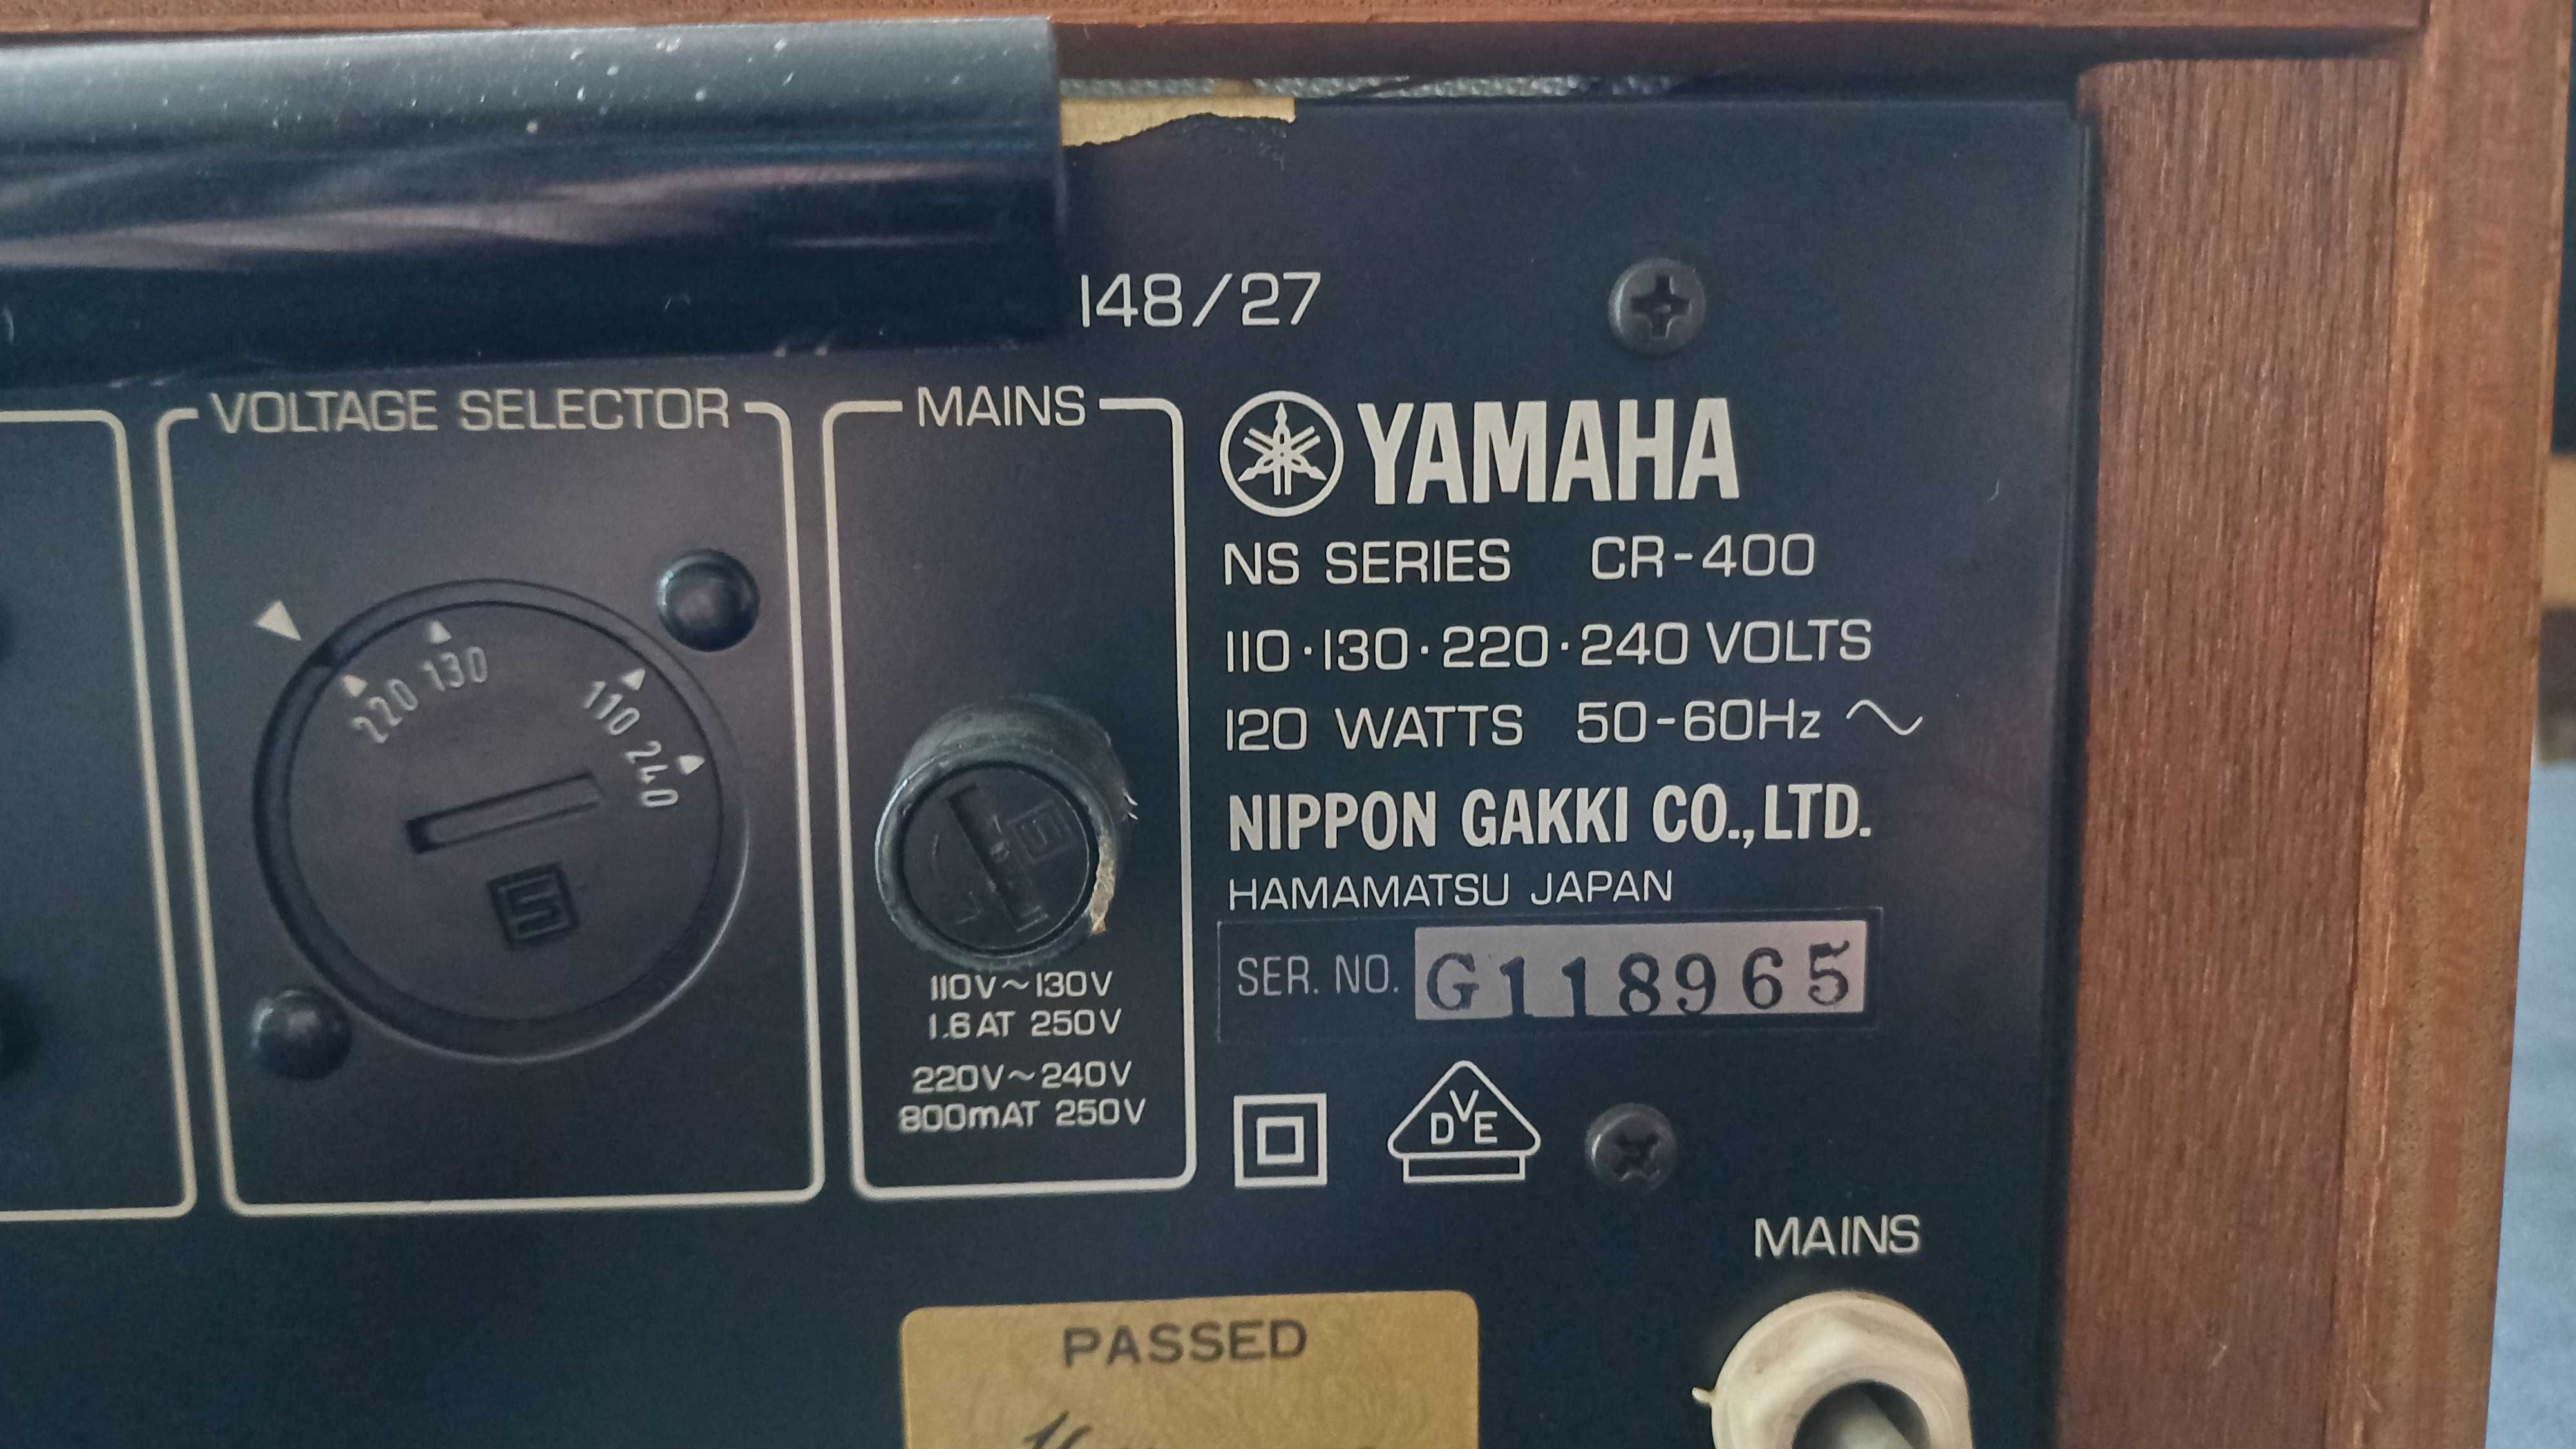 148/27
VOLTAGE SELECTOR
220 130 110 240
MAINS
110V~130V
1.6AT 250V
220V~240V
800mAT 250V
YAMAHA
NS SERIES CR-400
110·130·220·240 VOLTS
120 WATTS 50-60Hz ~
NIPPON GAKKI CO.,LTD.
HAMAMATSU JAPAN
SER. NO. G118965
DVE
MAINS
PASSED